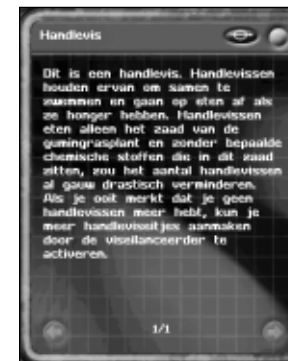 Handlevis
Dit is een handlevis. Handlevissen
houden ervan om samen te
zwemmen en gaan op eten af als
ze honger hebben. Handlevissen
eten alleen het zaad van de
gumingrasplant en zonder bepaalde
chemische stoffen die in dit zaad
zitten, zou het aantal handlevissen
al gauw drastisch verminderen.
Als je ooit merkt dat je geen
handlevissen meer hebt, kun je
meer handleviseitjes aanmaken
door de viseilanceerder te
activeren.
1/1